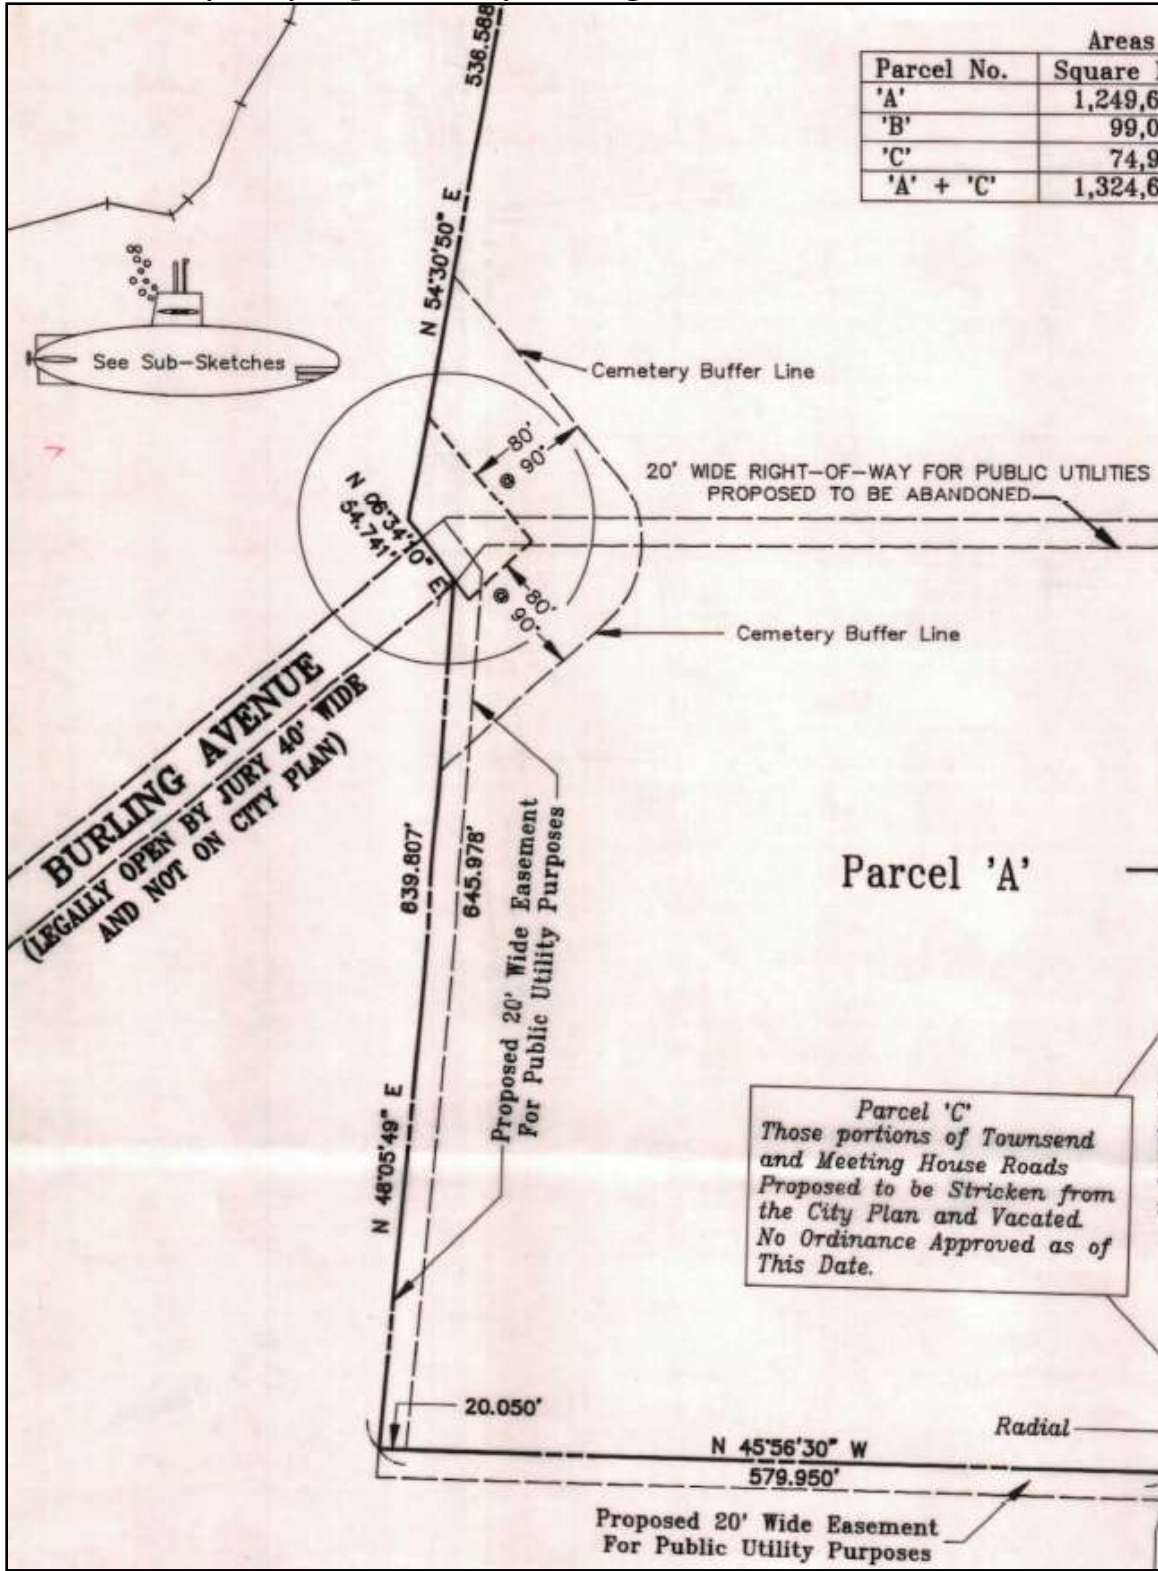 536.588
Areas
Parcel No.
Square
'A'
1,249,6
'B'
99,0
'C'
74,9
'A' + 'C'
1,324,6
N 54°30'50" E
See Sub-Sketches
Cemetery Buffer Line
80'
@ 90°
20' WIDE RIGHT-OF-WAY FOR PUBLIC UTILITIES
PROPOSED TO BE ABANDONED
N 06°34'10" E
54.741'
80'
@ 90°
Cemetery Buffer Line
BURLING AVENUE
(LEGALLY OPEN BY JURY 40' WIDE
AND NOT ON CITY PLAN)
639.807'
645.978'
Proposed 20' Wide Easement
For Public Utility Purposes
Parcel 'A'
N 48°05'49" E
Parcel 'C'
Those portions of Townsend
and Meeting House Roads
Proposed to be Stricken from
the City Plan and Vacated.
No Ordinance Approved as of
This Date.
20.050'
Radial
N 45°56'30" W
579.950'
Proposed 20' Wide Easement
For Public Utility Purposes